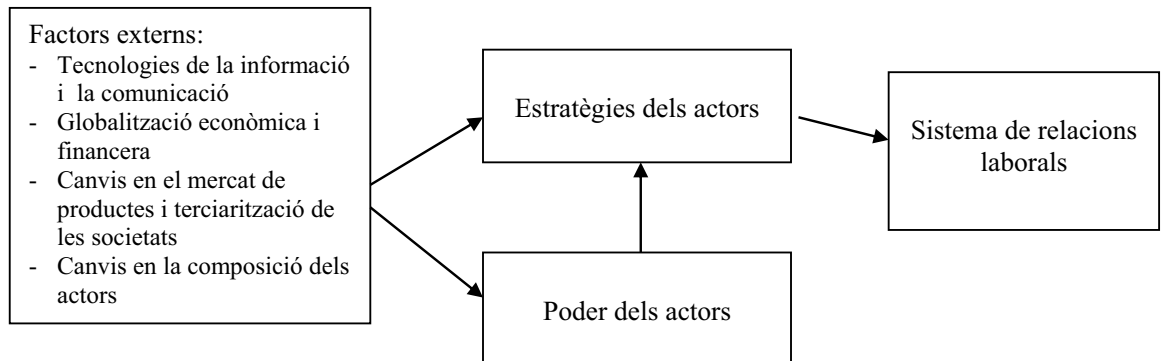 Factors externs:
- Tecnologies de la informació
i la comunicació
- Globalització econòmica i
financera
- Canvis en el mercat de
productes i terciarització de
les societats
- Canvis en la composició dels
actors
Estratègies dels actors
Poder dels actors
Sistema de relacions
laborals